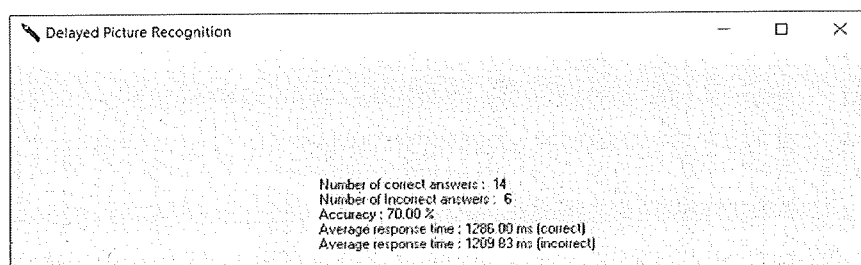 Delayed Picture Recognition
Number of correct answers : 14
Number of Incorrect answers : 6
Accuracy : 70.00 %
Average response time : 1286.00 ms (correct)
Average response time : 1209.83 ms (incorrect)